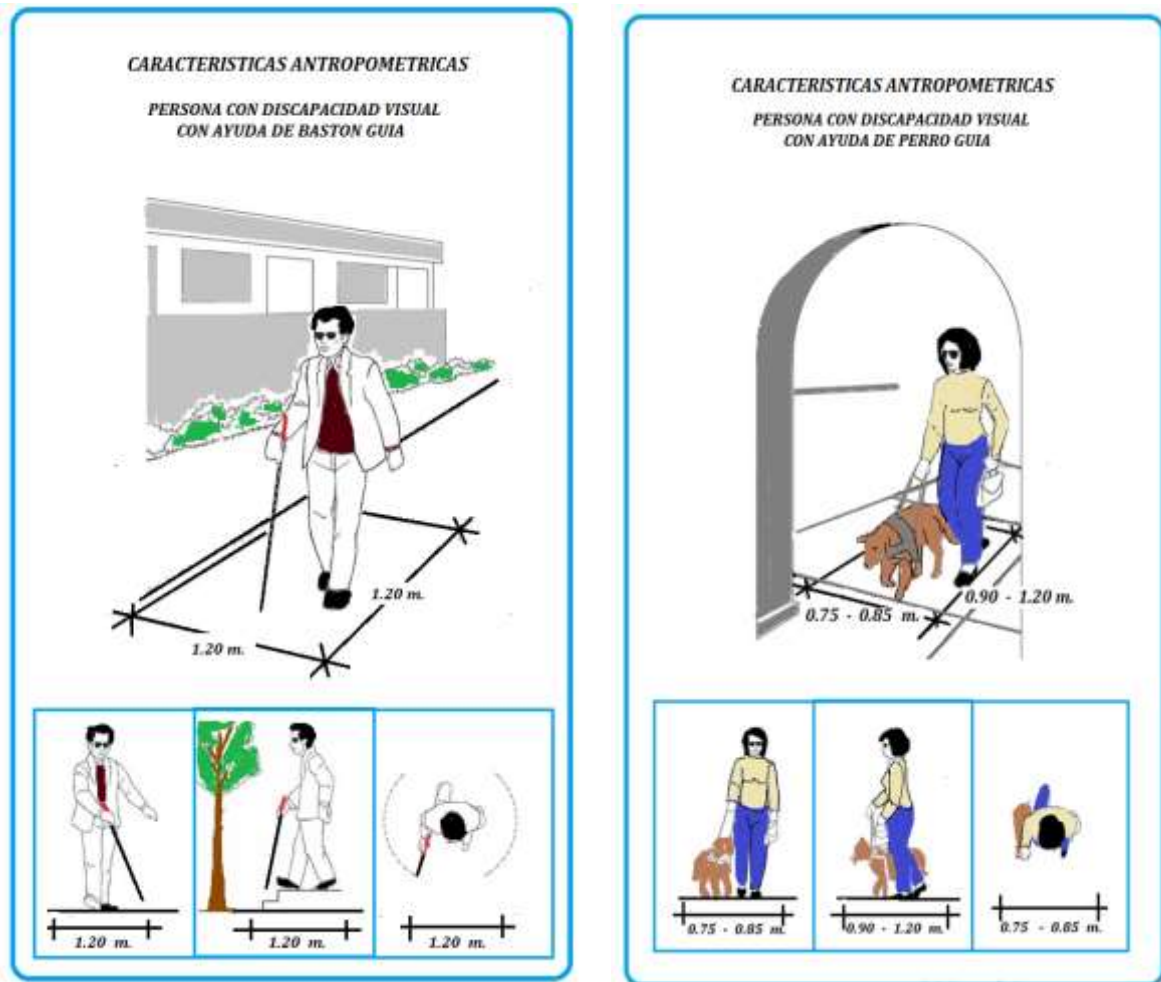 CARACTERISTICAS ANTROPOMETRICAS
PERSONA CON DISCAPACIDAD VISUAL
CON AYUDA DE BASTON GUIA
1.20 m.
1.20 m.
1.20 m.
1.20 m.
1.20 m.
CARACTERISTICAS ANTROPOMETRICAS
PERSONA CON DISCAPACIDAD VISUAL
CON AYUDA DE PERRO GUIA
0.90 - 1.20 m.
0.75 - 0.85 m.
0.75 - 0.85 m.
0.90 - 1.20 m.
0.75 - 0.85 m.